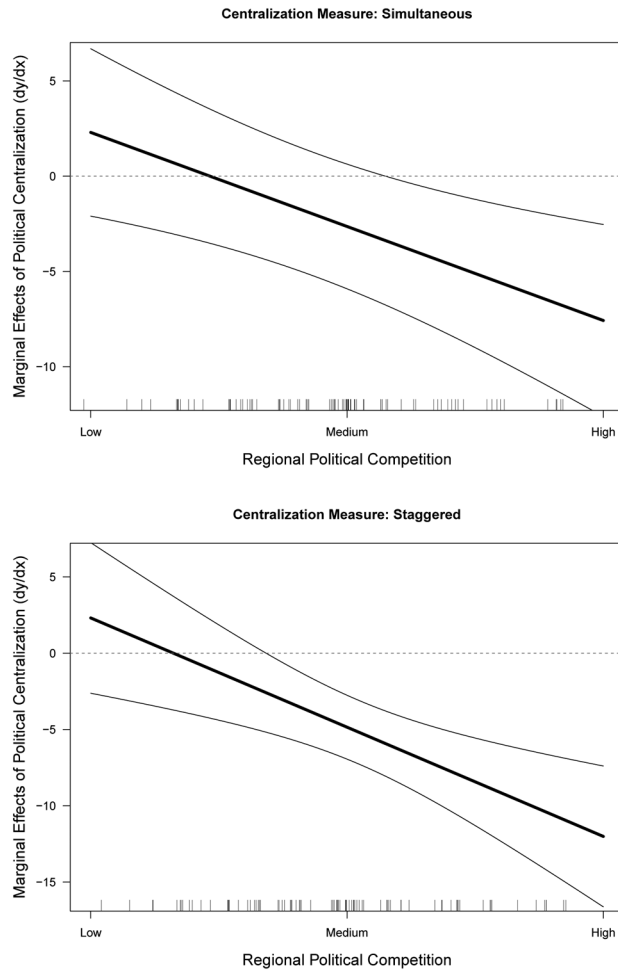 Centralization Measure: Simultaneous
Marginal Effects of Political Centralization (dy/dx)
5
0
−5
−10
Low
Medium
High
Regional Political Competition
Centralization Measure: Staggered
Marginal Effects of Political Centralization (dy/dx)
5
0
−5
−10
−15
Low
Medium
High
Regional Political Competition